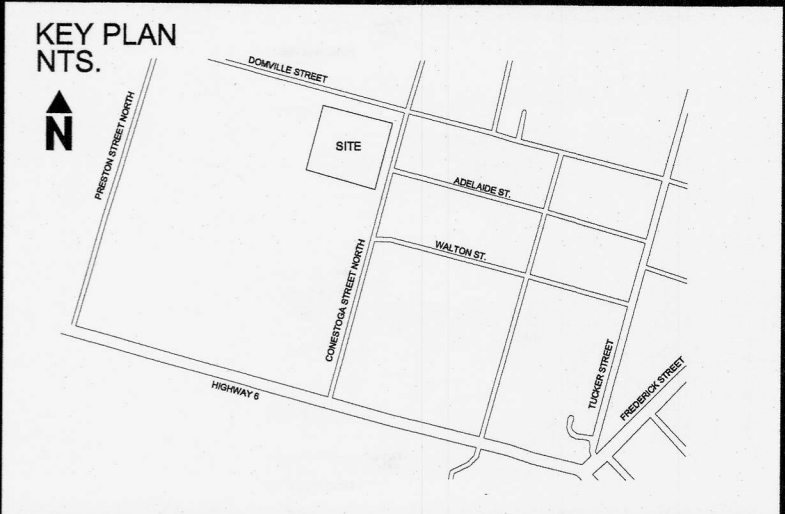 KEY PLAN
NTS.
N
DOMVILLE STREET
PRESTON STREET NORTH
SITE
ADELAIDE ST.
WALTON ST.
CONESTOGA STREET NORTH
HIGHWAY 6
TUCKER STREET
FREDERICK STREET